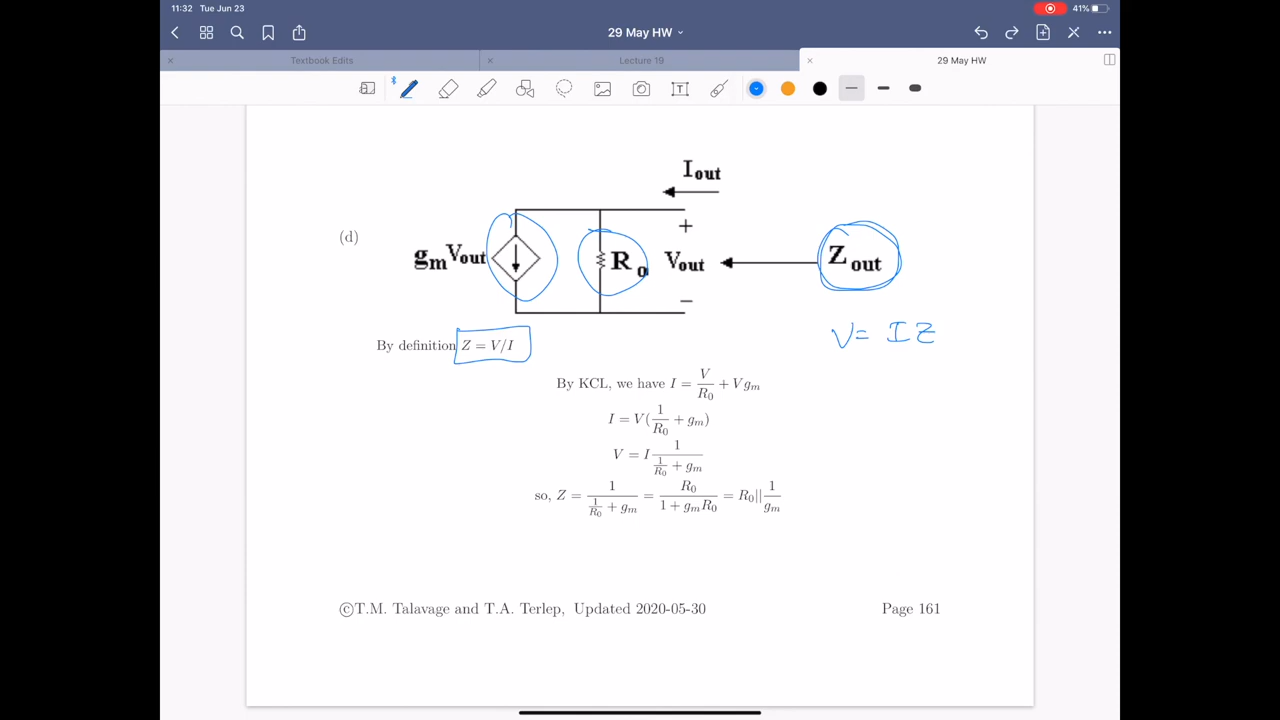 11:32 Tue Jun 23
41%
29 May HW
Textbook Edits
Lecture 19
29 May HW
I_out
(d)
g_m V_out
R_o
+
V_out
−
Z_out
V = I Z
By definition Z = V/I
By KCL, we have I = V/R_0 + Vg_m
I = V(1/R_0 + g_m)
V = I 1/(1/R_0 + g_m)
so, Z = 1/(1/R_0 + g_m) = R_0/(1 + g_m R_0) = R_0||1/g_m
©T.M. Talavage and T.A. Terlep, Updated 2020-05-30
Page 161